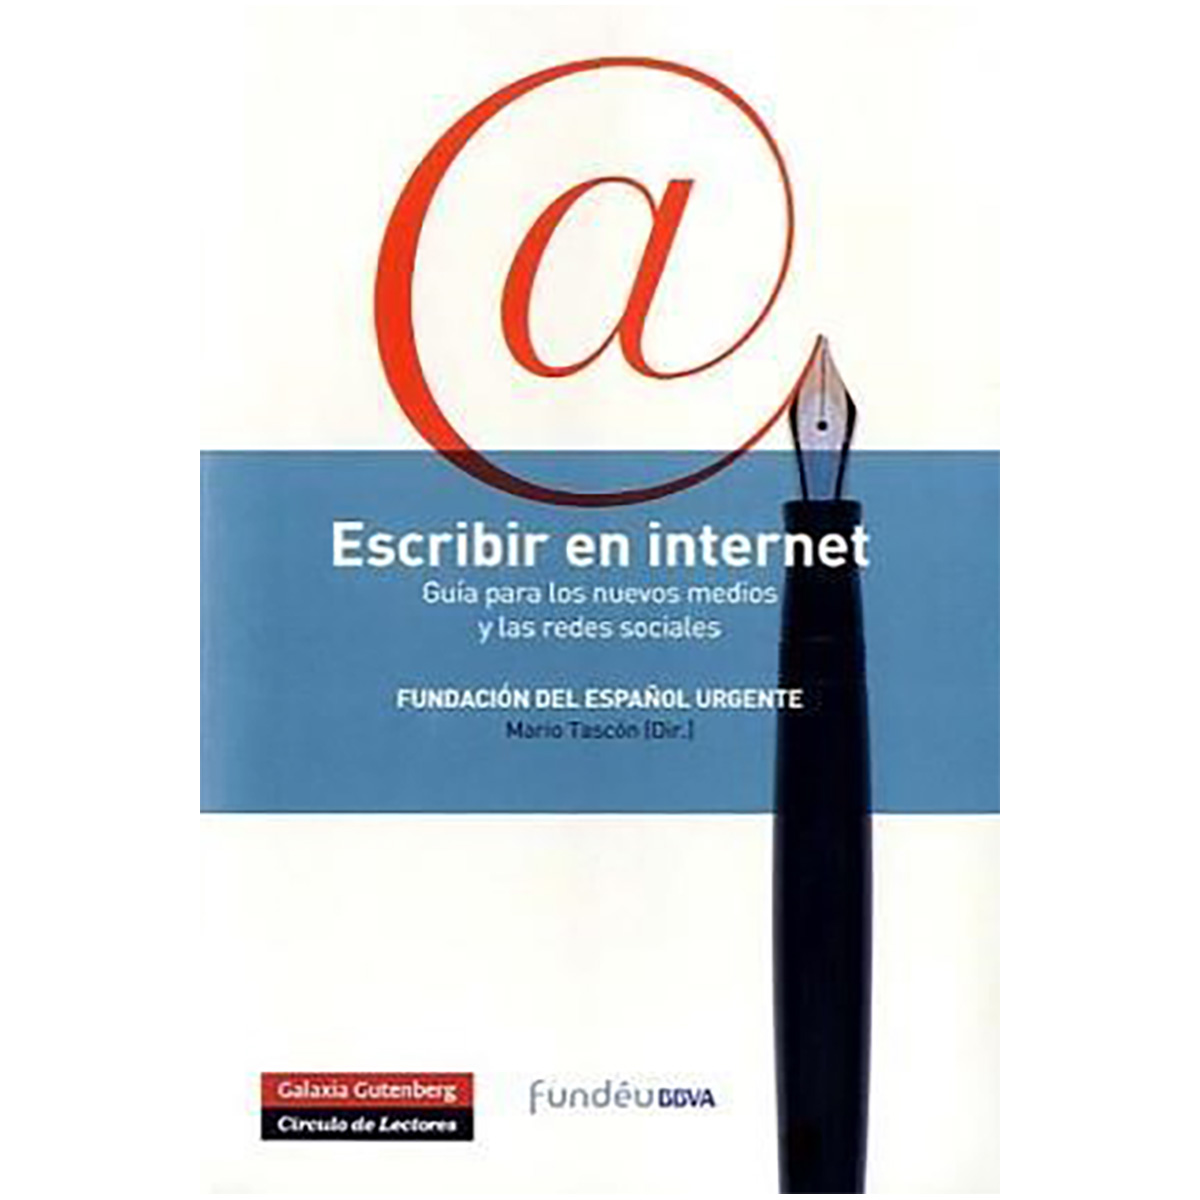 @
Escribir en internet
Guía para los nuevos medios
y las redes sociales
FUNDACIÓN DEL ESPAÑOL URGENTE
Mario Tascón (Dir.)
Galaxia Gutenberg
Círculo de Lectores
fundéu BBVA